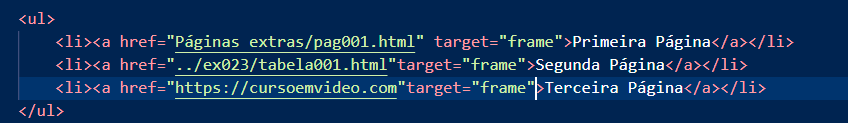 <ul>
<li><a href="Páginas extras/pag001.html" target="frame">Primeira Página</a></li>
<li><a href="../ex023/tabela001.html"target="frame">Segunda Página</a></li>
<li><a href="https://cursoemvideo.com"target="frame">Terceira Página</a></li>
</ul>